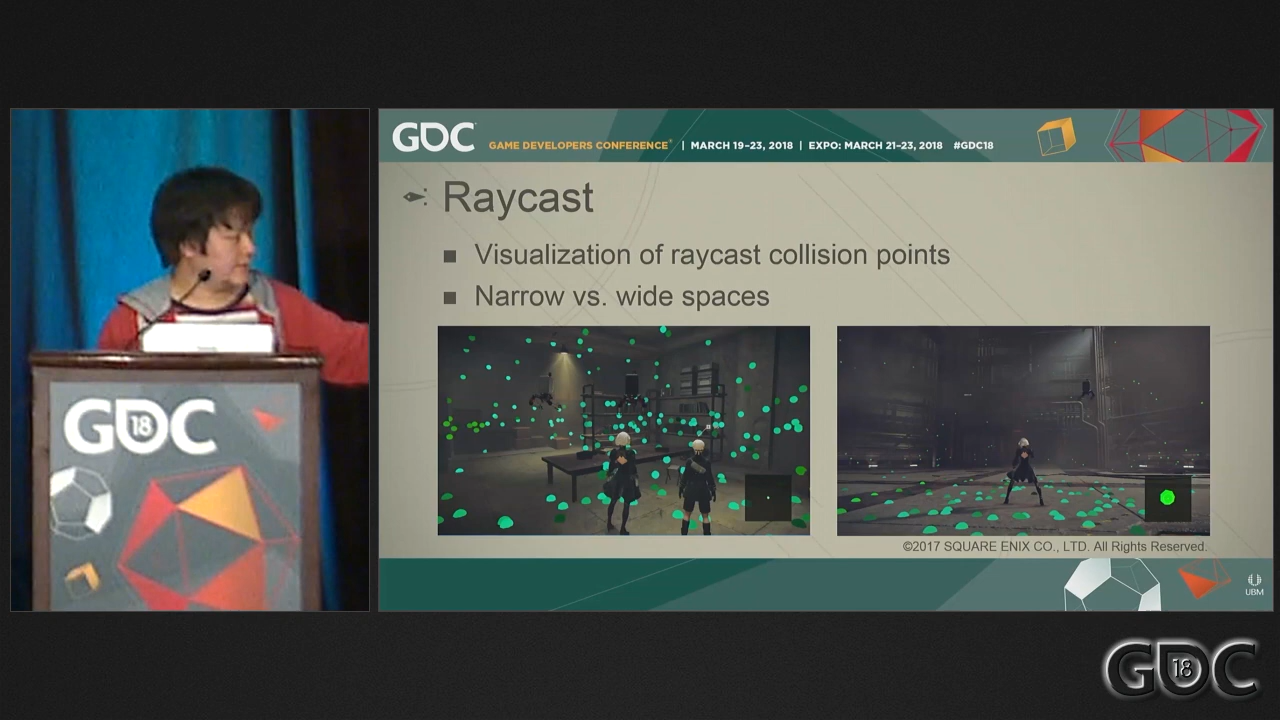 GDC
GAME DEVELOPERS CONFERENCE® | MARCH 19–23, 2018 | EXPO: MARCH 21–23, 2018 #GDC18
Raycast
Visualization of raycast collision points
Narrow vs. wide spaces
©2017 SQUARE ENIX CO., LTD. All Rights Reserved.
UBM
GDC
18
GDC
18